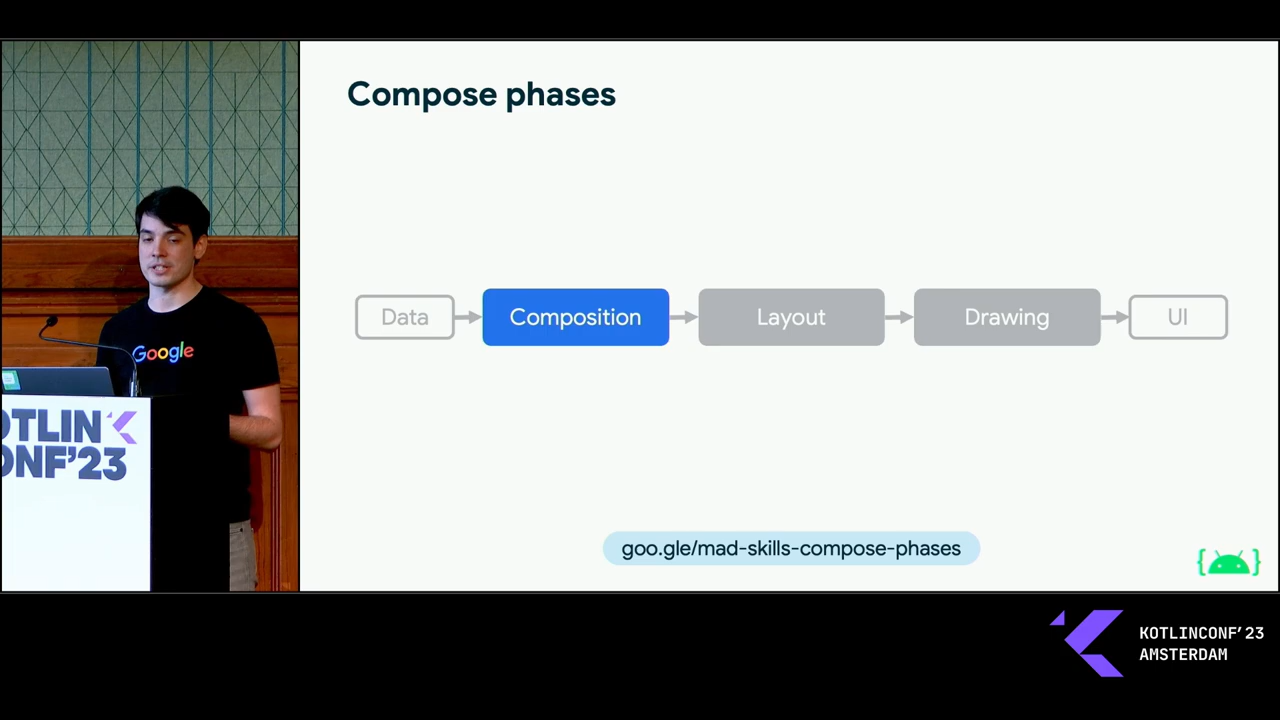 Compose phases
Data
Composition
Layout
Drawing
UI
goo.gle/mad-skills-compose-phases
Google
OTLIN
ONF'23
KOTLINCONF'23
AMSTERDAM